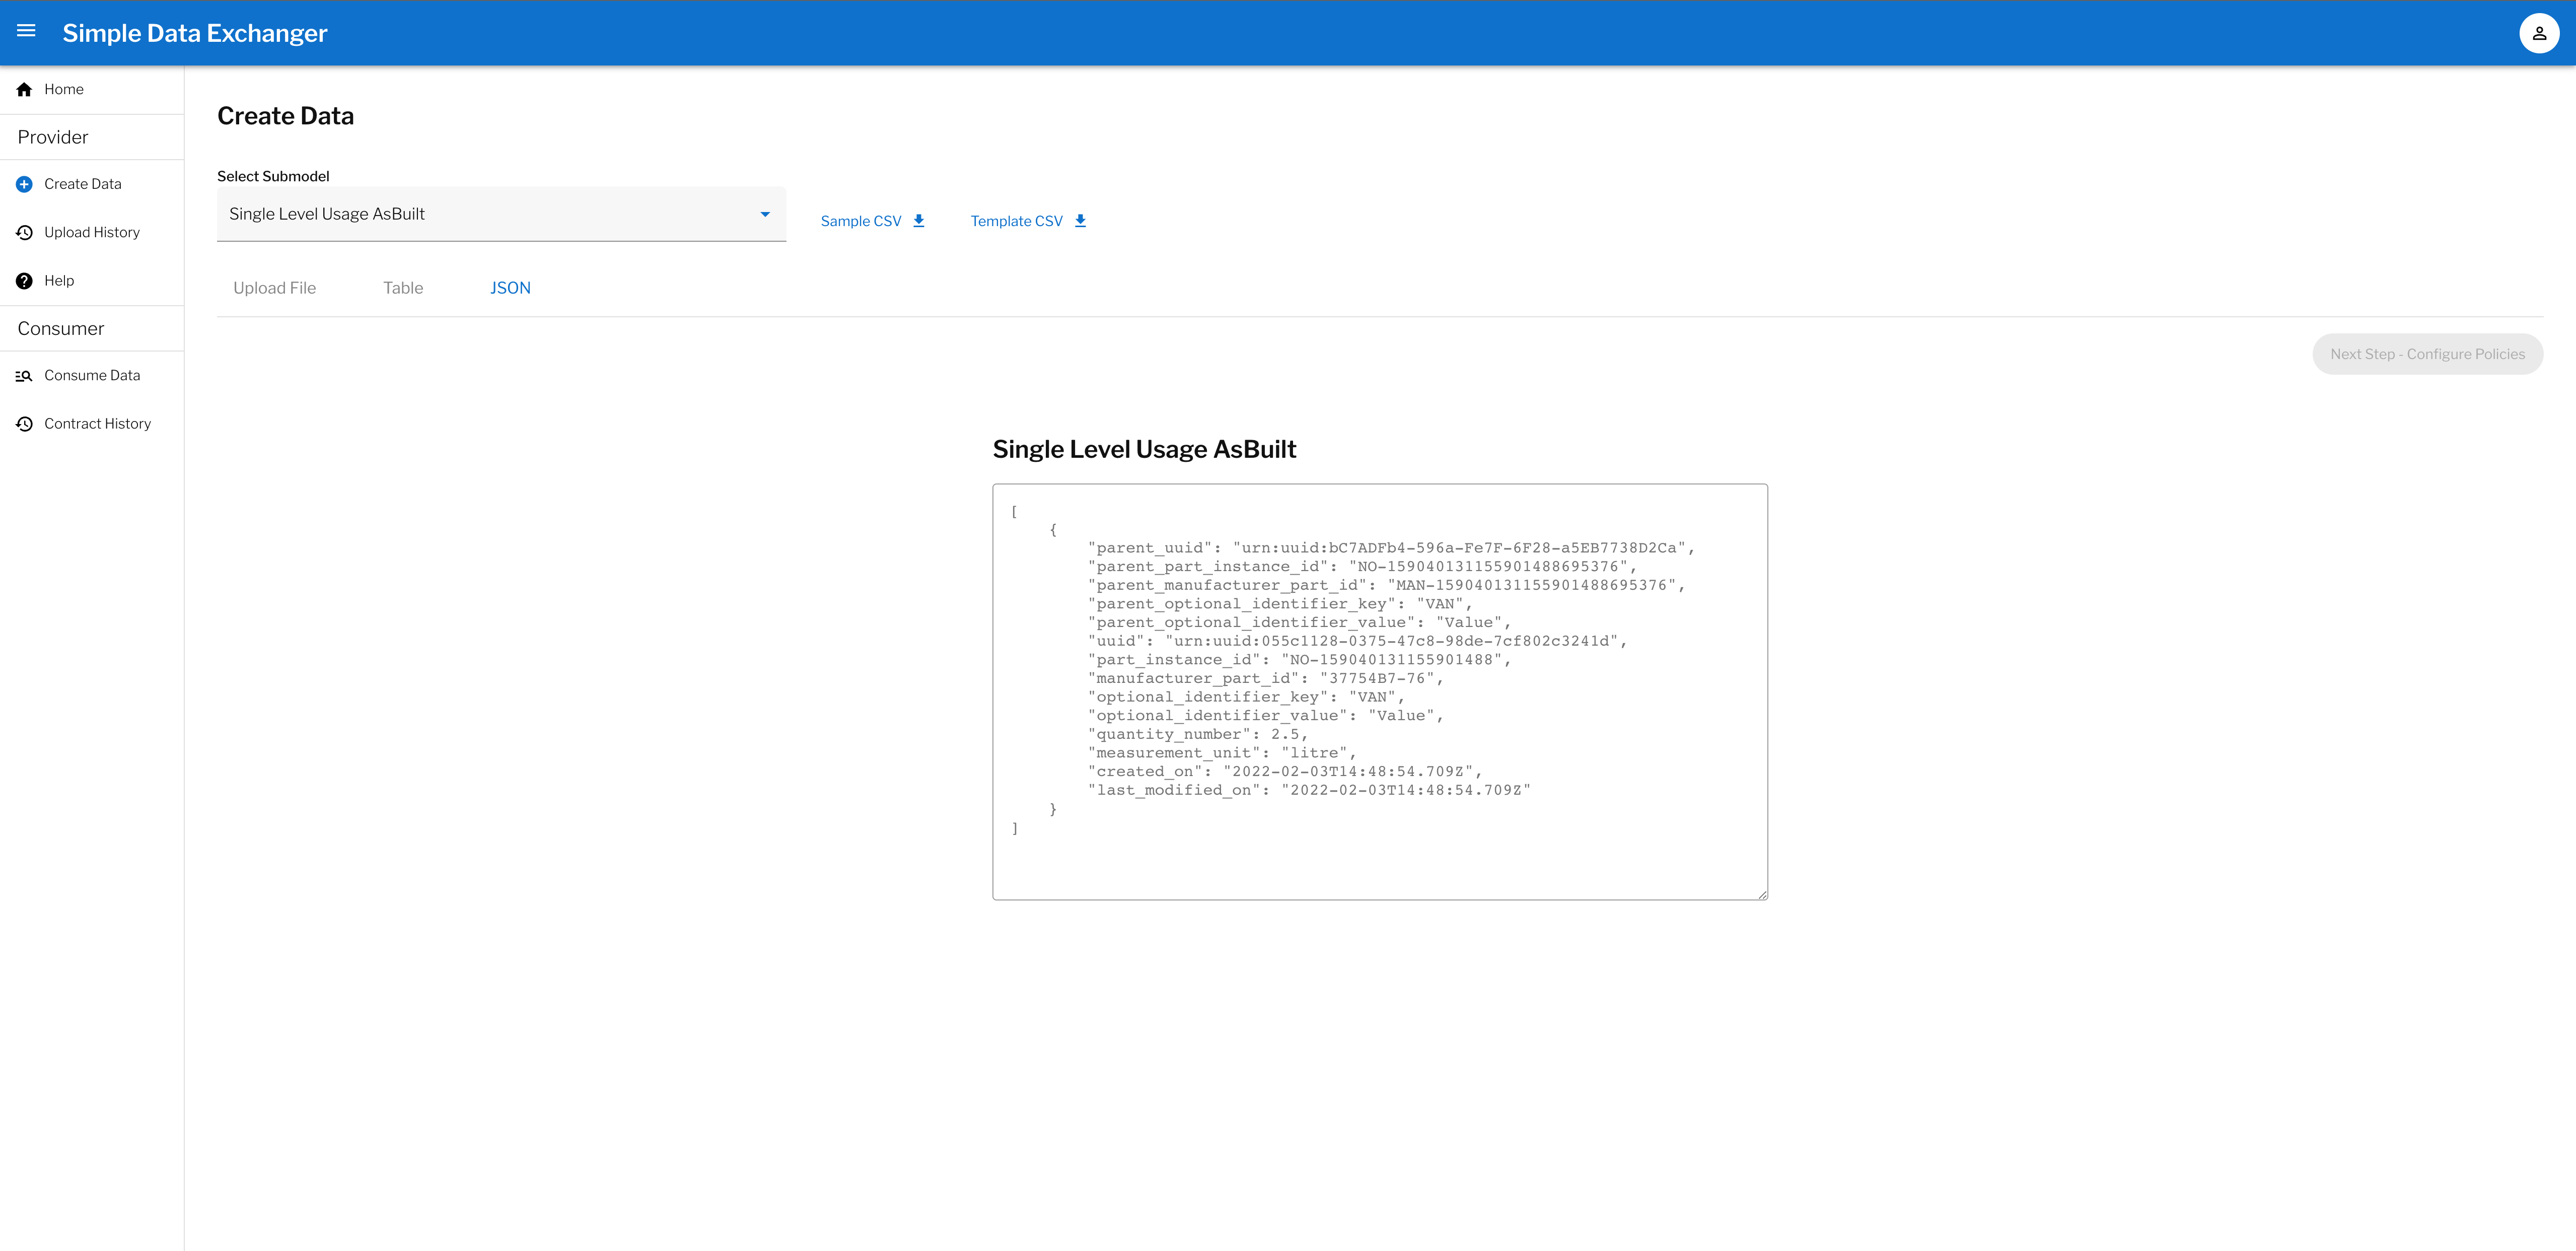 Simple Data Exchanger
Home
Provider
Create Data
Upload History
Help
Consumer
Consume Data
Contract History
Create Data
Select Submodel
Single Level Usage AsBuilt
Sample CSV
Template CSV
Upload File
Table
JSON
Next Step - Configure Policies
Single Level Usage AsBuilt
[
{
"parent_uuid": "urn:uuid:bC7ADFb4-596a-Fe7F-6F28-a5EB7738D2Ca",
"parent_part_instance_id": "NO-159040131155901488695376",
"parent_manufacturer_part_id": "MAN-159040131155901488695376",
"parent_optional_identifier_key": "VAN",
"parent_optional_identifier_value": "Value",
"uuid": "urn:uuid:055c1128-0375-47c8-98de-7cf802c3241d",
"part_instance_id": "NO-159040131155901488",
"manufacturer_part_id": "37754B7-76",
"optional_identifier_key": "VAN",
"optional_identifier_value": "Value",
"quantity_number": 2.5,
"measurement_unit": "litre",
"created_on": "2022-02-03T14:48:54.709Z",
"last_modified_on": "2022-02-03T14:48:54.709Z"
}
]